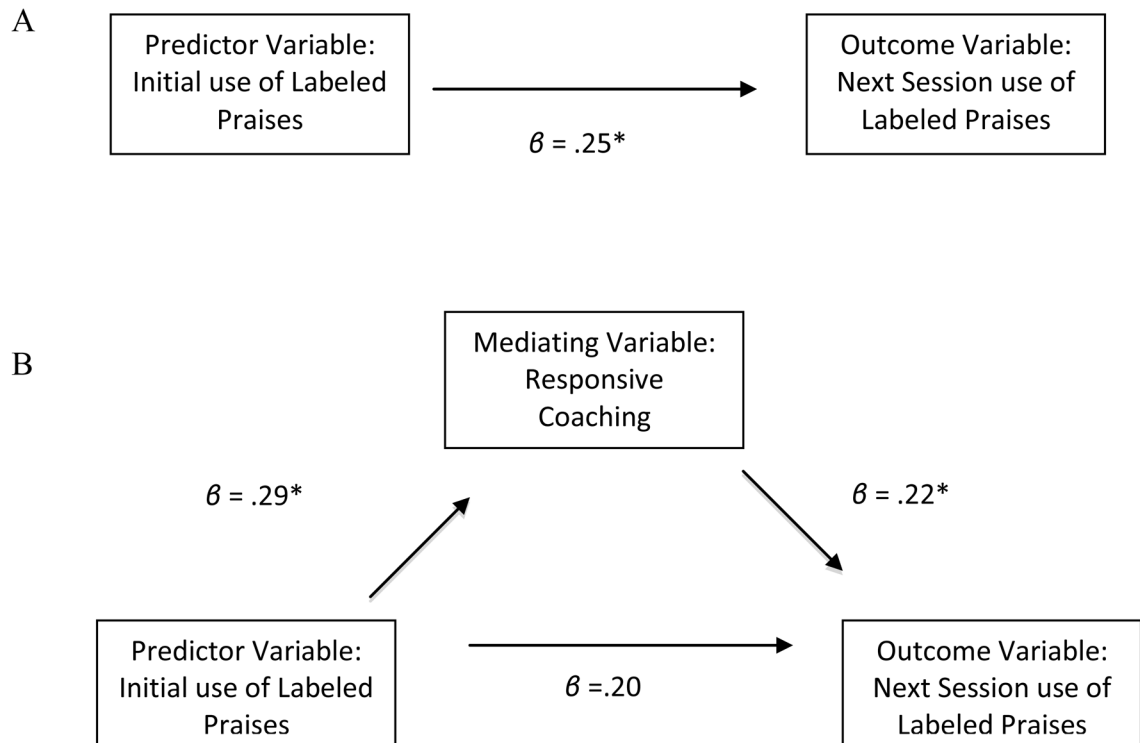 A
Predictor Variable:
Initial use of Labeled
Praises
Outcome Variable:
Next Session use of
Labeled Praises
β = .25*
B
Mediating Variable:
Responsive
Coaching
β = .29*
β = .22*
Predictor Variable:
Initial use of Labeled
Praises
β =.20
Outcome Variable:
Next Session use of
Labeled Praises